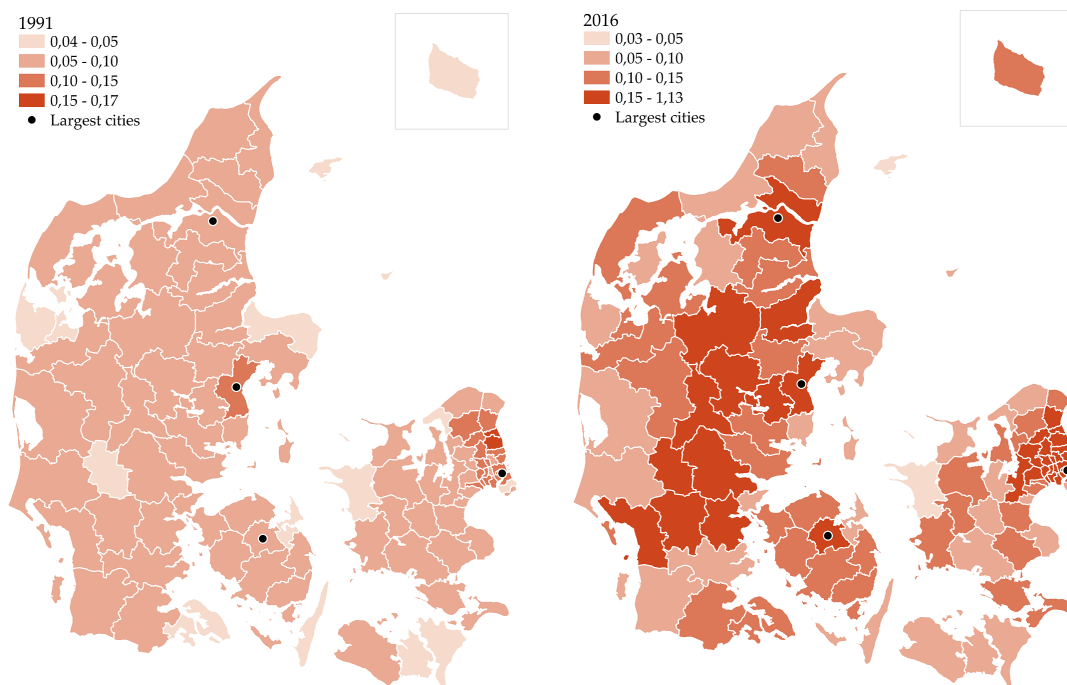 1991
0,04 - 0,05
0,05 - 0,10
0,10 - 0,15
0,15 - 0,17
Largest cities
2016
0,03 - 0,05
0,05 - 0,10
0,10 - 0,15
0,15 - 1,13
Largest cities